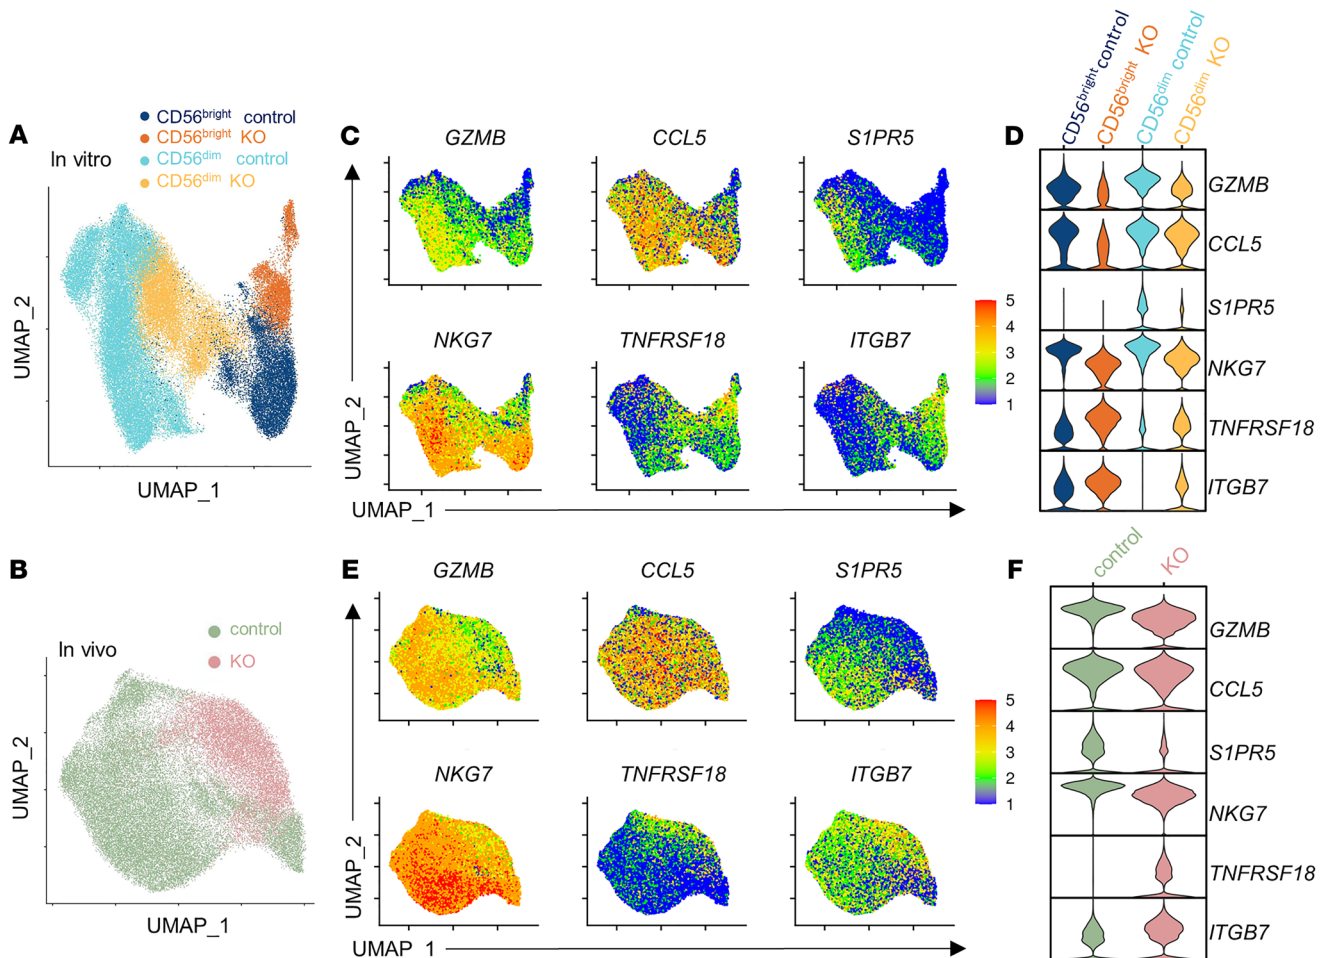 A
In vitro
CD56bright control
CD56bright KO
CD56dim control
CD56dim KO
UMAP_2
UMAP_1
C
GZMB
CCL5
S1PR5
NKG7
TNFRSF18
ITGB7
UMAP_2
UMAP_1
5
4
3
2
1
D
CD56bright control
CD56bright KO
CD56dim control
CD56dim KO
GZMB
CCL5
S1PR5
NKG7
TNFRSF18
ITGB7
B
In vivo
control
KO
UMAP_2
UMAP_1
E
GZMB
CCL5
S1PR5
NKG7
TNFRSF18
ITGB7
UMAP_2
UMAP 1
5
4
3
2
1
F
control
KO
GZMB
CCL5
S1PR5
NKG7
TNFRSF18
ITGB7